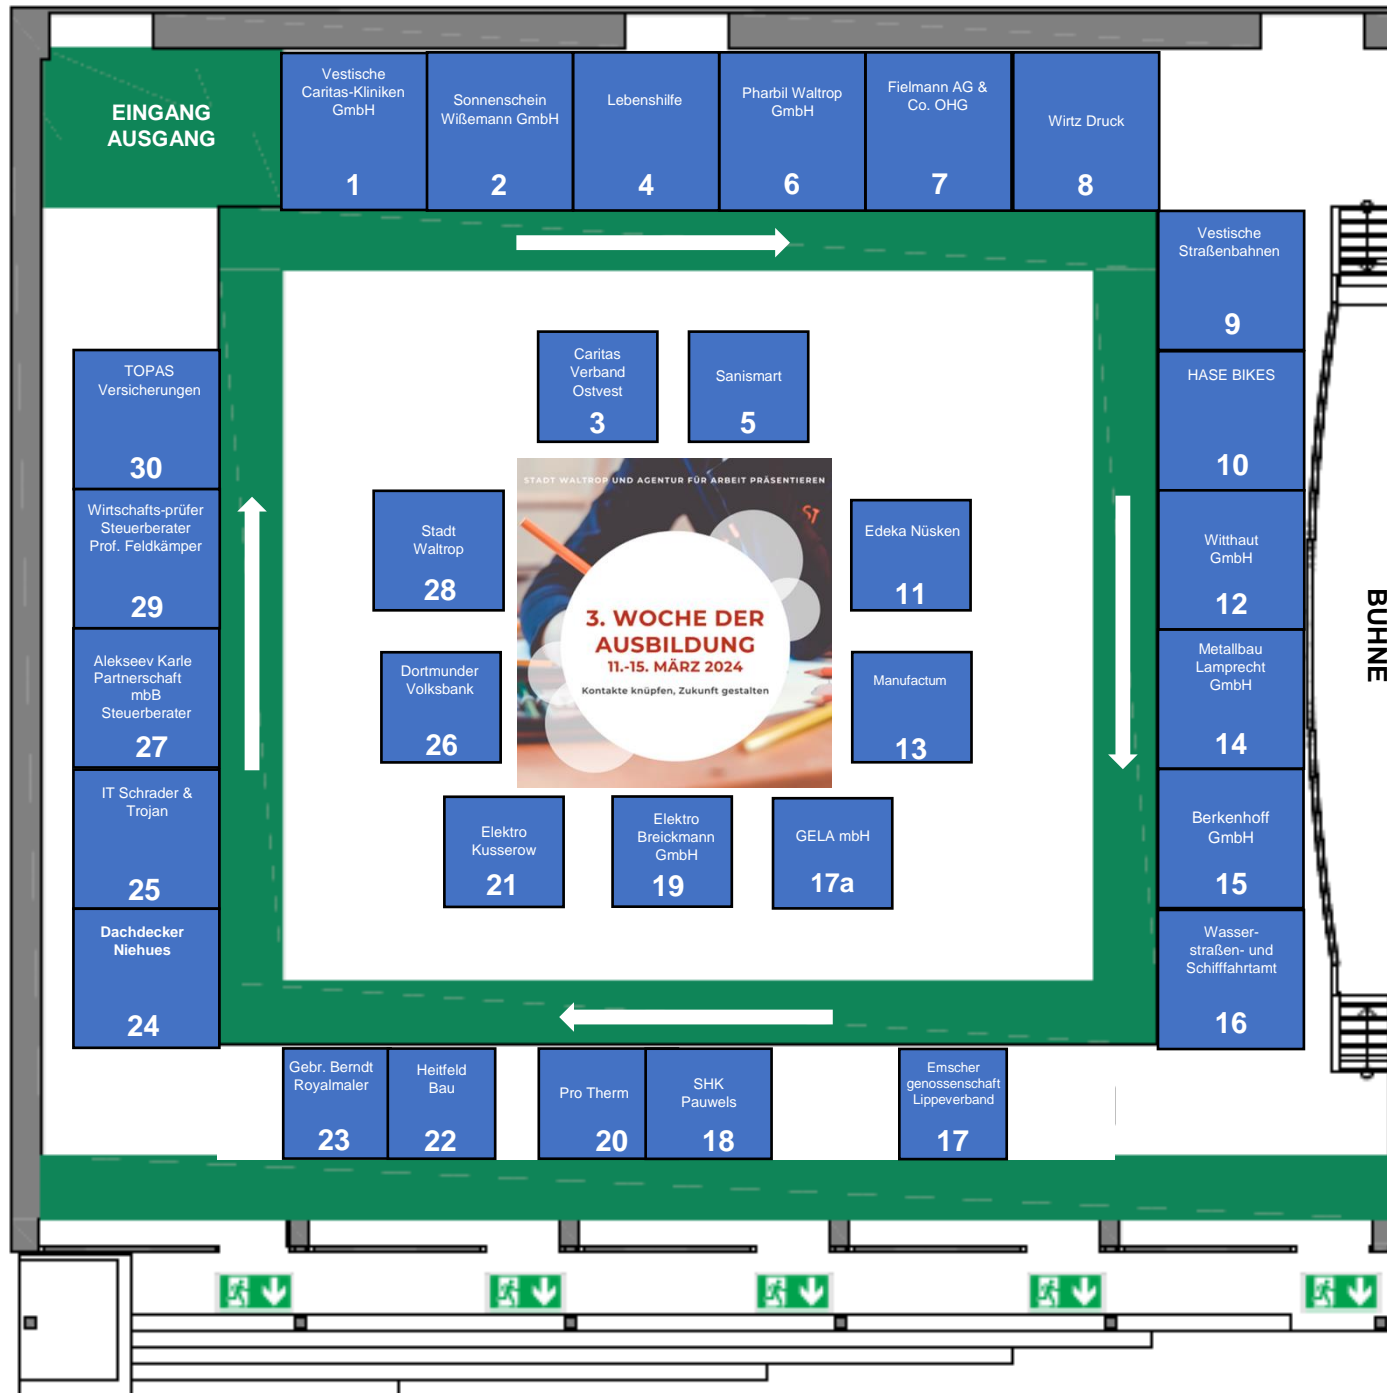 EINGANG
AUSGANG
Vestische
Caritas-Kliniken
GmbH
1
Sonnenschein
Wißemann GmbH
2
Lebenshilfe
4
Pharbil Waltrop
GmbH
6
Fielmann AG &
Co. OHG
7
Wirtz Druck
8
Vestische
Straßenbahnen
9
HASE BIKES
10
Witthaut
GmbH
12
Metallbau
Lamprecht
GmbH
14
Berkenhoff
GmbH
15
Wasser-
straßen- und
Schifffahrtamt
16
BÜHNE
Caritas
Verband
Ostvest
3
Sanismart
5
TOPAS
Versicherungen
30
Wirtschafts-prüfer
Steuerberater
Prof. Feldkämper
29
Alekseev Karle
Partnerschaft
mbB
Steuerberater
27
IT Schrader &
Trojan
25
Dachdecker
Niehues
24
Stadt
Waltrop
28
Dortmunder
Volksbank
26
STADT WALTROP UND AGENTUR FÜR ARBEIT PRÄSENTIEREN
3. WOCHE DER
AUSBILDUNG
11.-15. MÄRZ 2024
Kontakte knüpfen, Zukunft gestalten
Edeka Nüsken
11
Manufactum
13
Elektro
Kusserow
21
Elektro
Breickmann
GmbH
19
GELA mbH
17a
Gebr. Berndt
Royalmaler
23
Heitfeld
Bau
22
Pro Therm
20
SHK
Pauwels
18
Emscher
genossenschaft
Lippeverband
17